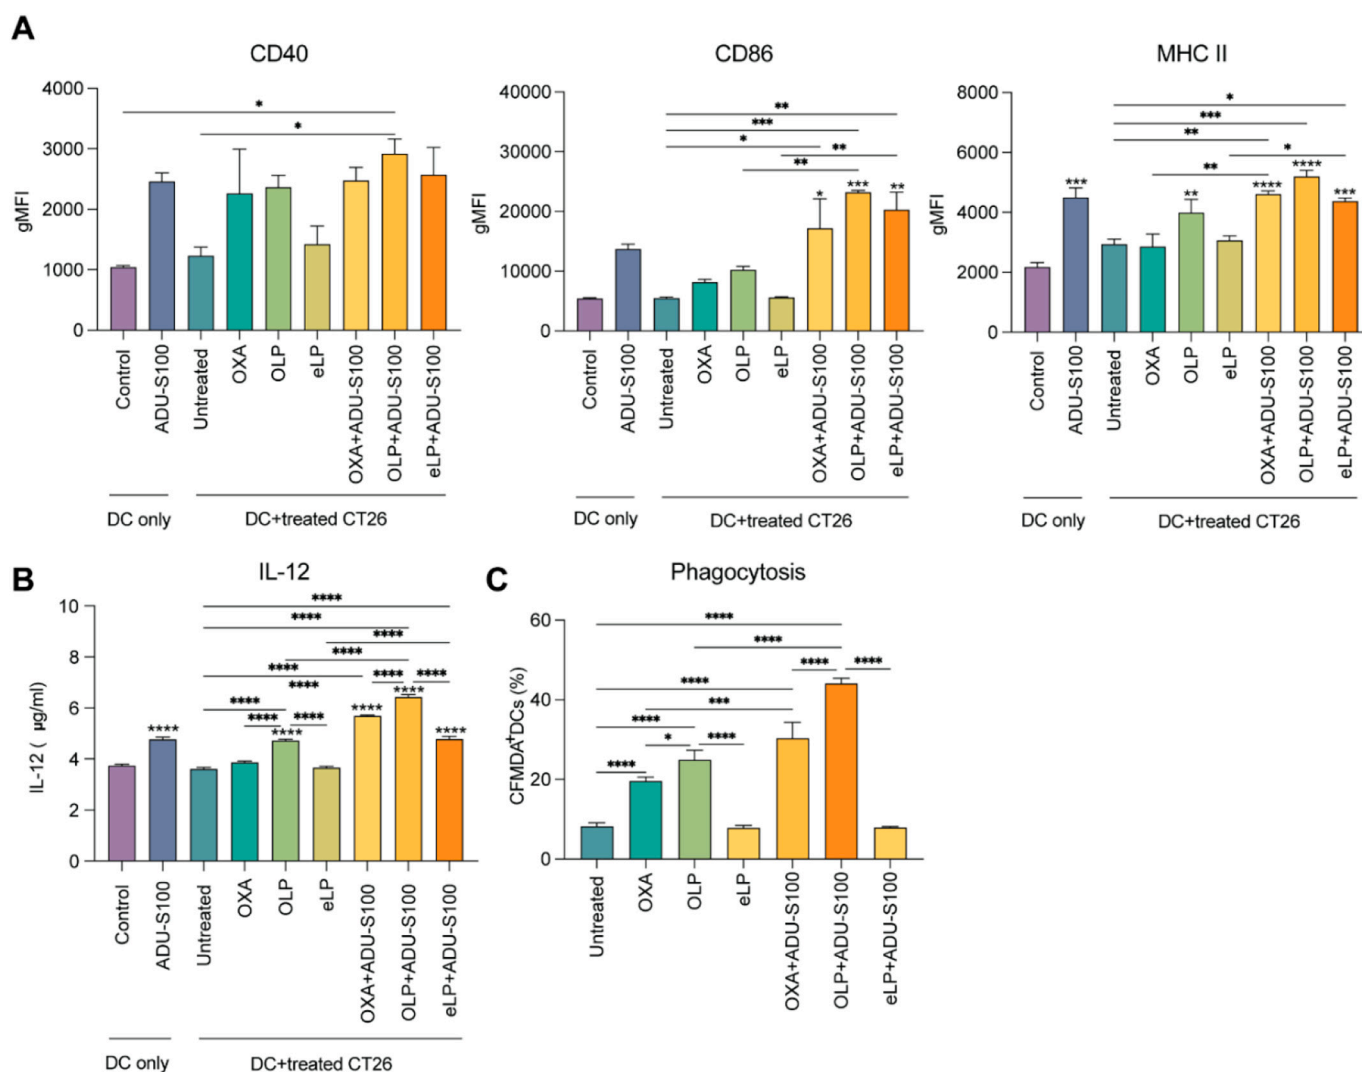 A
CD40
CD86
MHC II
gMFI
4000
3000
2000
1000
0
*
*
Control
ADU-S100
Untreated
OXA
OLP
eLP
OXA+ADU-S100
OLP+ADU-S100
eLP+ADU-S100
DC only
DC+treated CT26
gMFI
40000
30000
20000
10000
0
**
***
*
**
**
*
***
**
Control
ADU-S100
Untreated
OXA
OLP
eLP
OXA+ADU-S100
OLP+ADU-S100
eLP+ADU-S100
DC only
DC+treated CT26
gMFI
8000
6000
4000
2000
0
*
***
**
*
**
***
**
****
****
***
Control
ADU-S100
Untreated
OXA
OLP
eLP
OXA+ADU-S100
OLP+ADU-S100
eLP+ADU-S100
DC only
DC+treated CT26
B
IL-12
IL-12 ( μg/ml)
10
8
6
4
2
0
****
****
****
****
****
****
**** ****
****
****
**** ****
****
****
****
****
Control
ADU-S100
Untreated
OXA
OLP
eLP
OXA+ADU-S100
OLP+ADU-S100
eLP+ADU-S100
DC only
DC+treated CT26
C
Phagocytosis
CFMDA+DCs (%)
60
40
20
0
****
****
**** ****
****
***
****
* ****
****
Untreated
OXA
OLP
eLP
OXA+ADU-S100
OLP+ADU-S100
eLP+ADU-S100